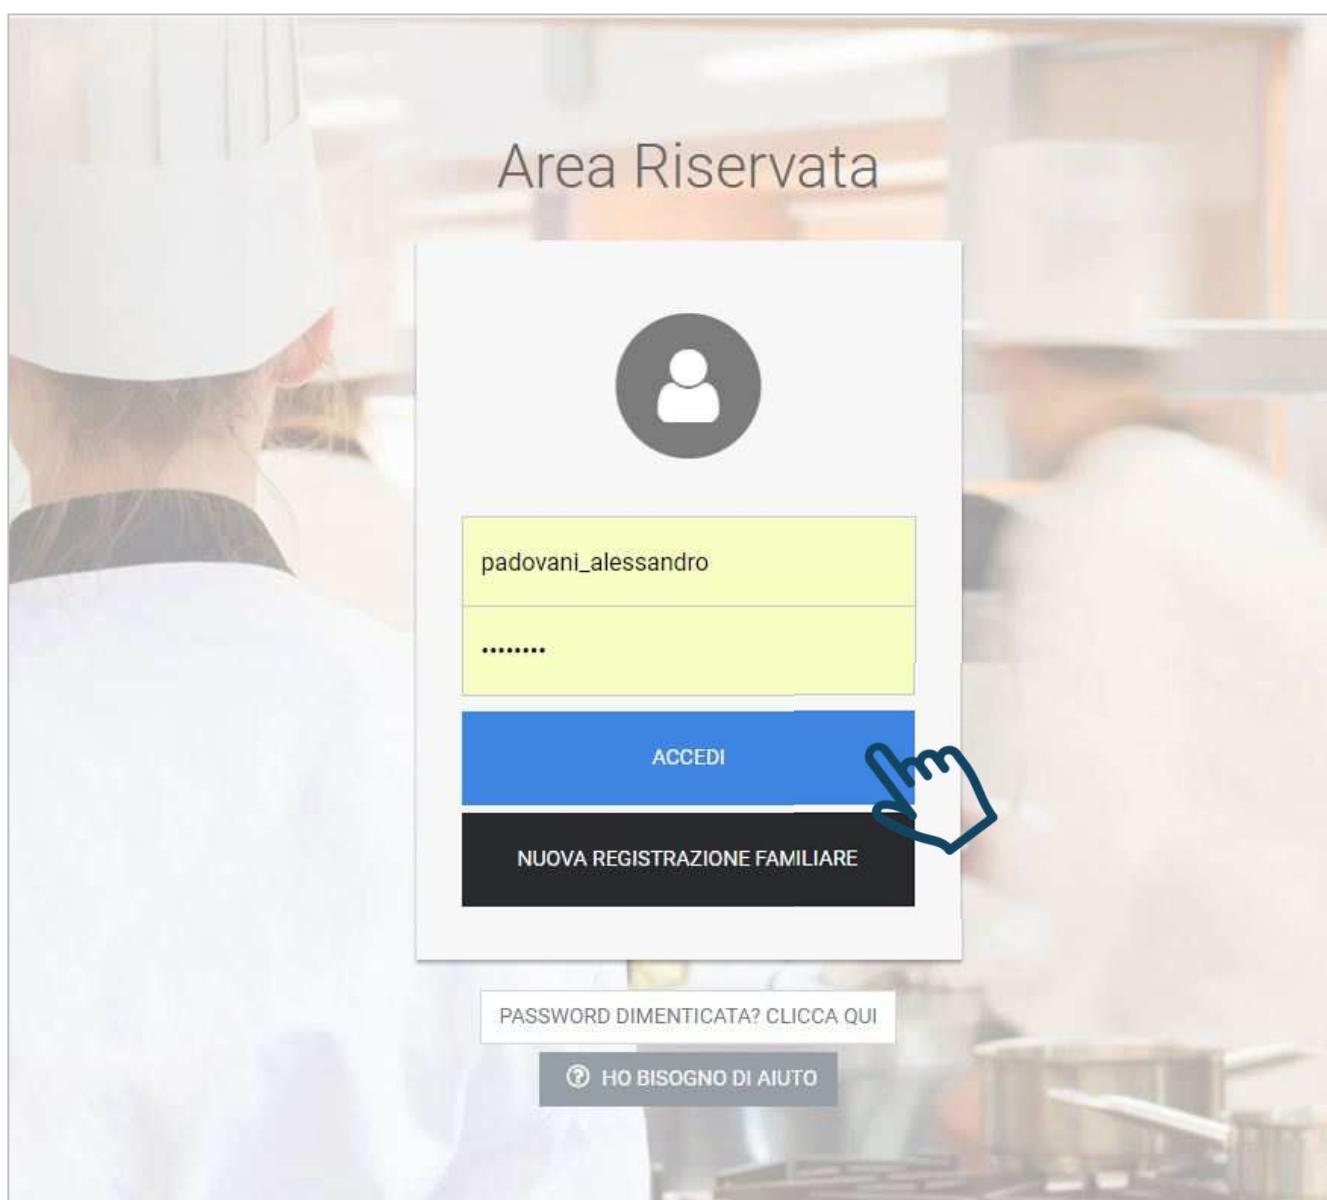 Area Riservata
padovani_alessandro
••••••••
ACCEDI
NUOVA REGISTRAZIONE FAMILIARE
PASSWORD DIMENTICATA? CLICCA QUI
HO BISOGNO DI AIUTO